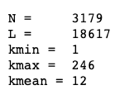 N = 3179
L = 18617
kmin = 1
kmax = 246
kmean = 12